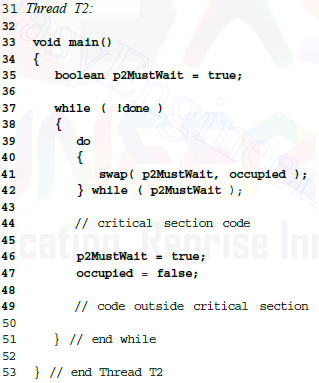 31 Thread T2:
32
33 void main()
34 {
35 boolean p2MustWait = true;
36
37 while ( !done )
38 {
39 do
40 {
41 swap( p2MustWait, occupied );
42 } while ( p2MustWait );
43
44 // critical section code
45
46 p2MustWait = true;
47 occupied = false;
48
49 // code outside critical section
50
51 } // end while
52
53 } // end Thread T2